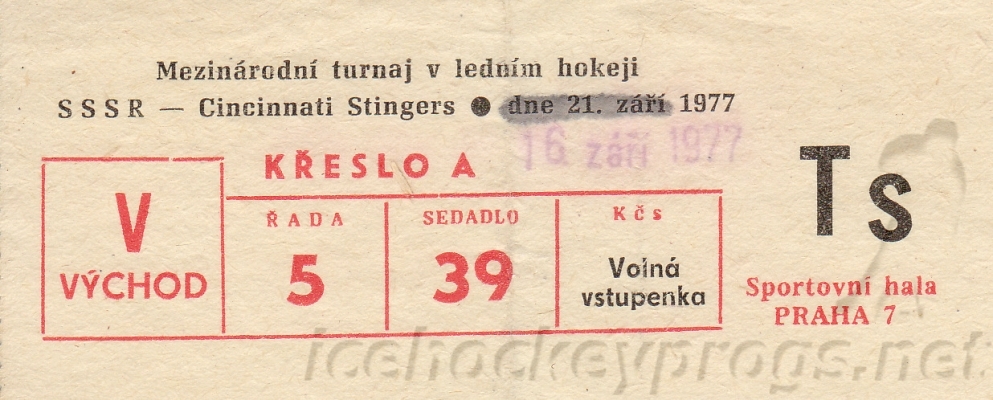 Mezinárodní turnaj v ledním hokeji
SSSR — Cincinnati Stingers ● dne 21. září 1977
16 září 1977
KŘESLO A
V
VÝCHOD
ŘADA
5
SEDADLO
39
Kčs
Volná
vstupenka
Ts
Sportovní hala
PRAHA 7
icehockeyprogs.net